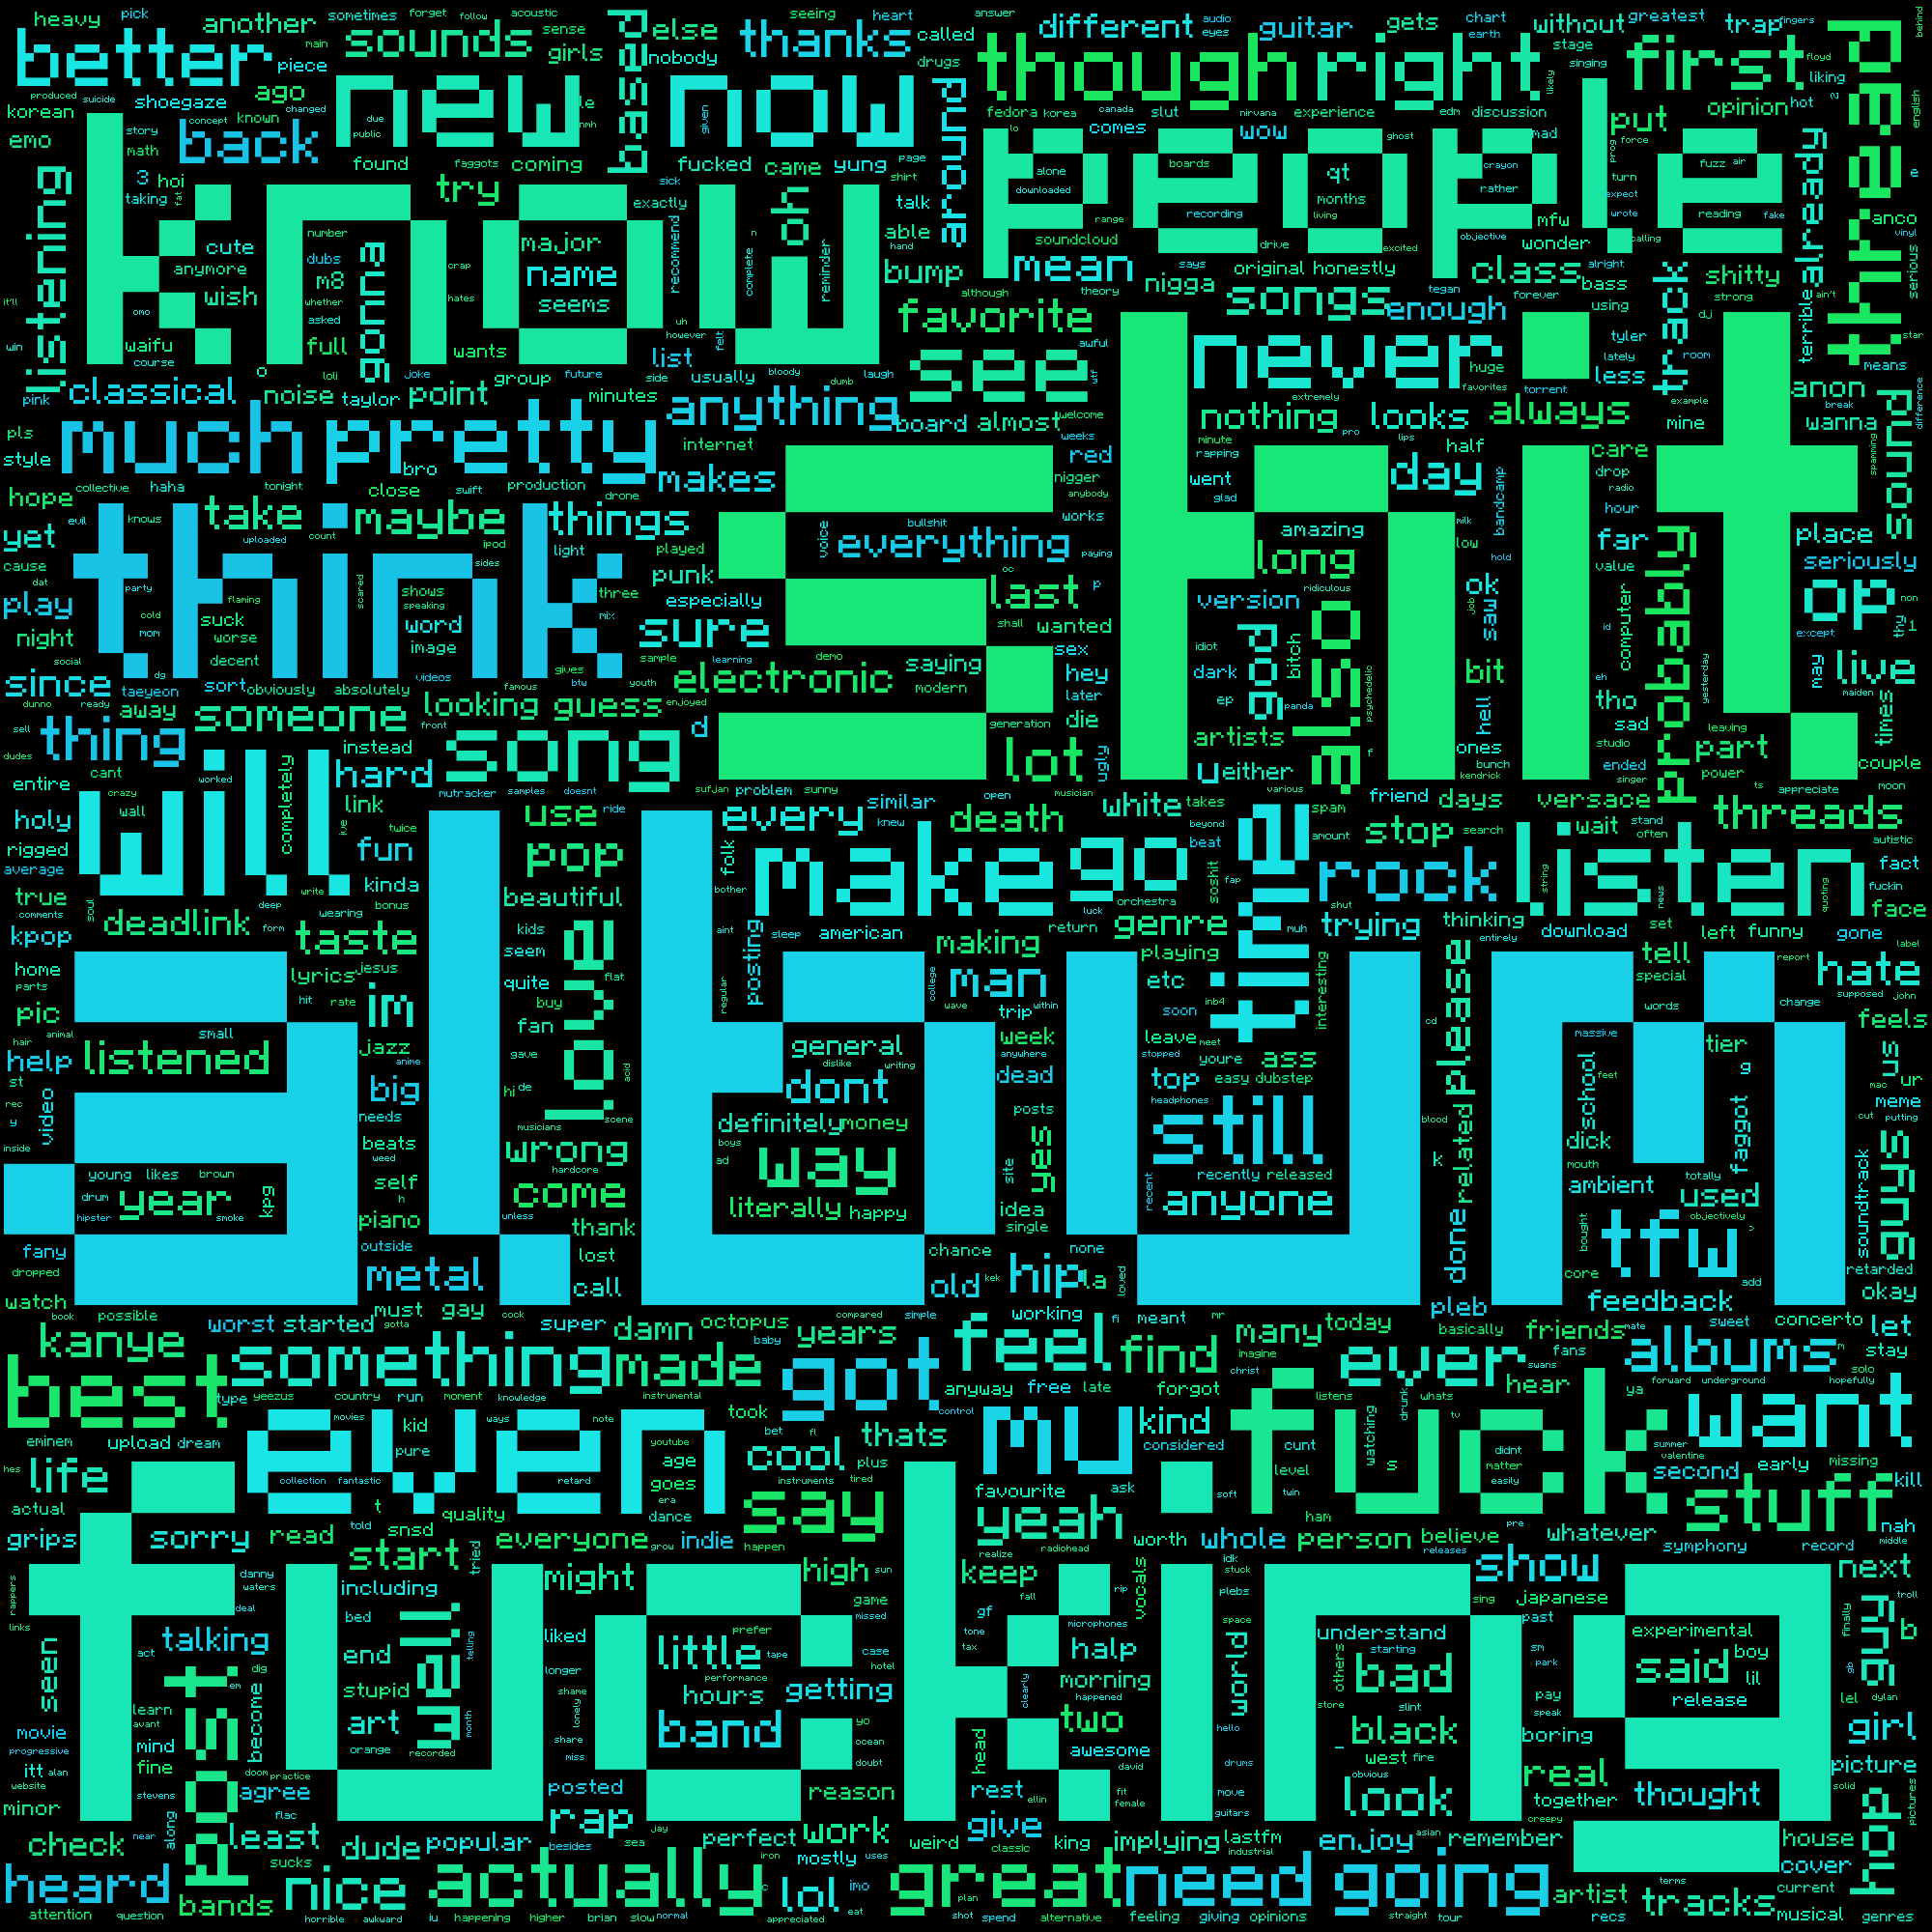 heavy pick another sometimes forget follow acoustic sounds sense girls based else seeing heart thanks called answer audio different guitar eyes gets chart earth without greatest trap fingers behind
better main piece nobody drugs though right stage singing first floyd liking
produced suicide shoegaze ago new now around fedora korea canada slut nirvana experience edm discussion likely put opinion hot thread english
korean concept known changed le due public nmh given comes wow lo ghost mad
emo story math back found faggots coming fucked came yung page people boards qt alone crayon prog force fuzz air already
3 hoi taking fat try exactly sick shirt talk downloaded months rather turn expect reading fake e
listening know cute number major oh able hand range recording living mfw wrote calling anco vinyl
anymore dubs gonna name recommend n bump soundcloud drive excited objective wonder
wish m8 crap seems complete reminder mean says original honestly class alright shitty serious
it'll omo whether asked hates uh although nigga theory songs tegan forever bass using strong ain't
win waifu course full wants however felt favorite enough track dj terrible star
o loli joke list bloody awful see never tyler lately room means
pink classical noise taylor point group future side usually dumb laugh utf huge favorites torrent less anon example break difference
pls much pretty minutes anything board almost welcome nothing extremely looks always mine wanna
style bro internet weeks minute pro lips half care sound
collective haha tonight close swift production drone makes red rapping went day drop spamming
hope evil knows take maybe things nigger anybody glad bandcamp radio
yet uploaded count ipod light played voice bullshit everything works paying amazing milk hour place
cause dat party think sides three punk oc last long low hold far value seriously
play cold flaming scared shows speaking mix especially p version ridiculous ok computer probably op non
night mom suck worse word image sure shall wanted god also job saw id except thy 1
social dg decent gives sample learning demo saying sex idiot bitch bit yesterday may live
since taeyeon sort obviously absolutely videos famous btw youth electronic modern hey dark psychedelic eh maiden
dunno ready away someone looking guess enjoyed later ep panda hell tho times
sell thing front song d generation die artists shit sad leaving part
dudes instead lot ugly u either f ones studio power couple
entire cant crazy worked hard mutracker samples doesnt sufjan problem sunny open musician various bunch kendrick ended singer ts appreciate moon
holy wall will completely link ive ride use every similar knew death white takes beyond spam amount friend days search versace wait stand often threads
rigged twice fun pop folk make go beat time stop rock listen autistic fact
average write kinda beautiful bother soshit fap string news quoting fuckin
true comments soul deadlink deep form wearing bonus taste kids aint sleep luck orchestra genre shut muh trying thinking set face
kpop seem love posting american making return playing entirely download left funny gone label
home parts lyrics jesus quite flat regular college man etc interesting please tell special report hate
pic hit rate im buy wave trip within soon inb4 cd words change supposed john
animal small fan general week leave meet massive feels
hair help listened jazz anime gave dislike writing anywhere stopped youre ass school tier us
st big hi de acid dont dead top easy dubstep feet g mac ur
rec video needs musicians scene definitely money posts headphones blood cut meme putting
y inside beats weed wrong boys way yes still related dick faggot
album
young likes brown hardcore ad site recently released k mouth totally soundtrack guys
drum year kpg self h come literally happy idea recent anyone ambient used
hipster smoke piano unless thank single done bought objectively
fany outside lost chance none tfw
dropped metal call old hip la loved core add retarded
watch book possible must gay cock compared kek simple working fi meant mr pleb feedback okay
kanye worst started gotta super damn octopus baby years feel find many today basically friends mate sweet concerto let
best something made got imagine christ ever swans fans albums m solo stay
type yeezus country run moment knowledge instrumental anyway free late forgot listens whats hear ya forward underground hopefully
eminem movies kid ways note took control mu kind fuck drunk tv want
upload dream even pure youtube bet fl cool thats considered cunt watching didnt summer valentine missing
hes life collection fantastic retard age goes instruments plus tired favourite ask level s matter second early kill
actual t era say soft twin easily stuff
grips sorry told read snsd quality everyone dance indie happen yeah worth whole ham person believe pre whatever nah
start tried grow realize radiohead idk releases show symphony record middle
rappers danny waters including might high sun keep fall rip vocals stuck plebs sing japanese next troll
links deal bed game gf microphones space past finally
talking well liked prefer missed tone tax halp understand starting sm experimental boy guy b
seen act end telling little tape case world others bad park said lil gb
the fucking
post dig em longer performance hotel morning happened store pay release lel dylan
learn avant become stupid shame lonely hours getting clearly two slint speak girl
movie mind art month band yo head hello black boring
progressive orange recorded share ocean awesome drums west fire picture
itt alan fine doom practice miss doubt david obvious real solid
website stevens agree posted reason rest ellin fit move look together thought pictures
minor flac rap female guitars creepy
check near along least dude popular besides sea jay perfect work weird give classic king implying lastfm enjoy asian remember house hop
heard sucks nice actually iron mostly uses great need industrial going terms cover
attention question bands horrible awkward iu happening higher brian slow normal c appreciated lol imo eat plan shot spend alternative feeling giving opinions straight tour artist recs tracks current musical genres